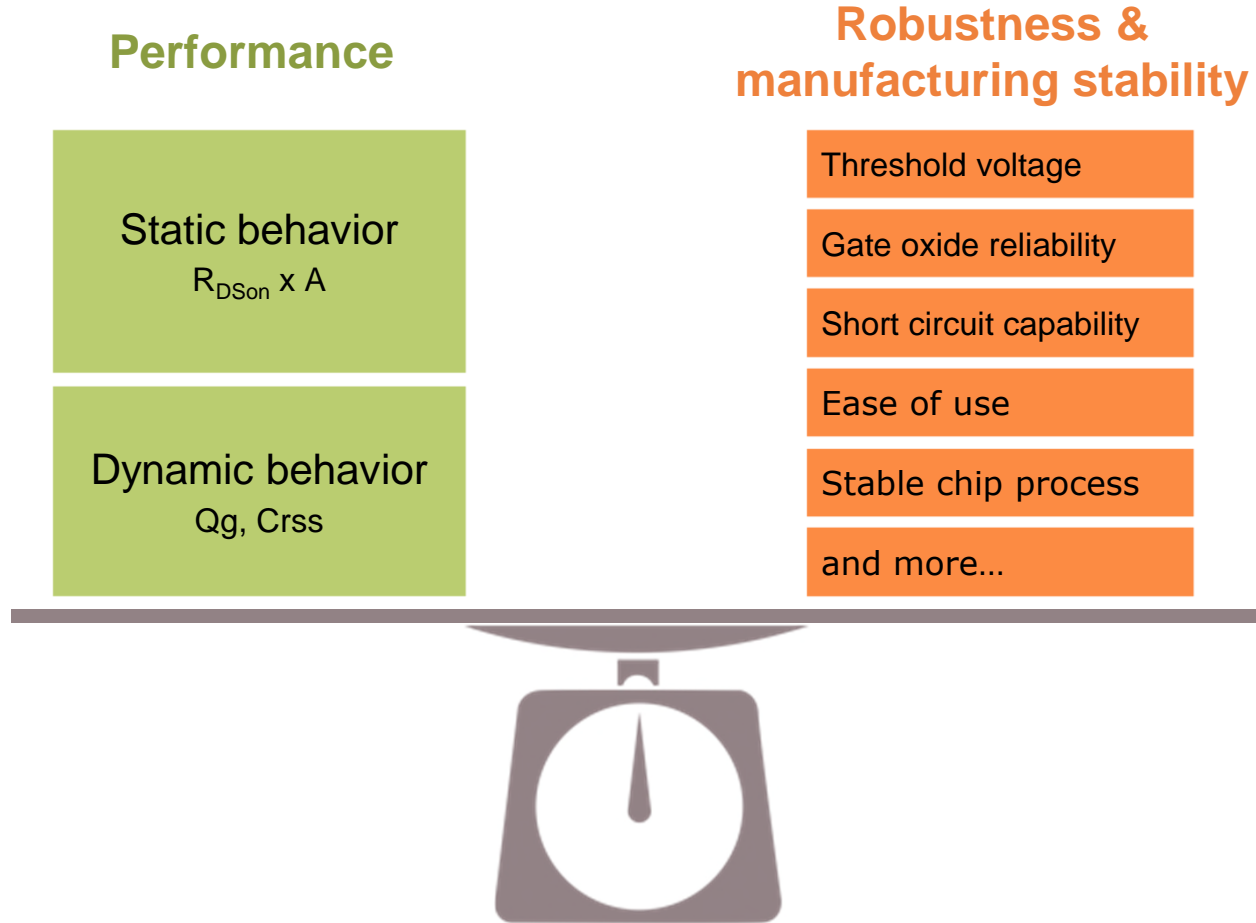 Performance
Static behavior
R_DSon x A
Dynamic behavior
Qg, Crss
Robustness &
manufacturing stability
Threshold voltage
Gate oxide reliability
Short circuit capability
Ease of use
Stable chip process
and more…